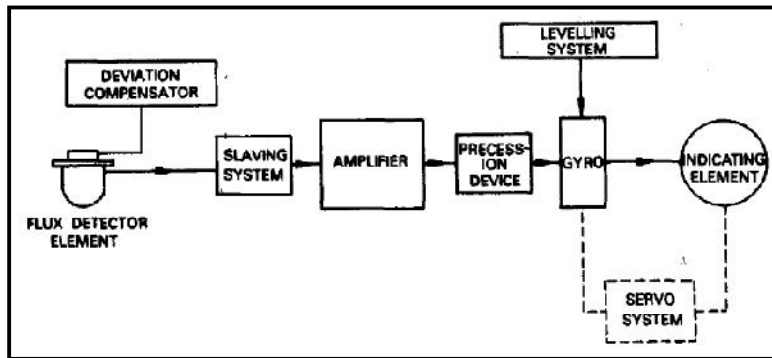 LEVELLING
SYSTEM
DEVIATION
COMPENSATOR
SLAVING
SYSTEM
AMPLIFIER
PRECESS-
ION
DEVICE
GYRO
INDICATING
ELEMENT
FLUX DETECTOR
ELEMENT
SERVO
SYSTEM